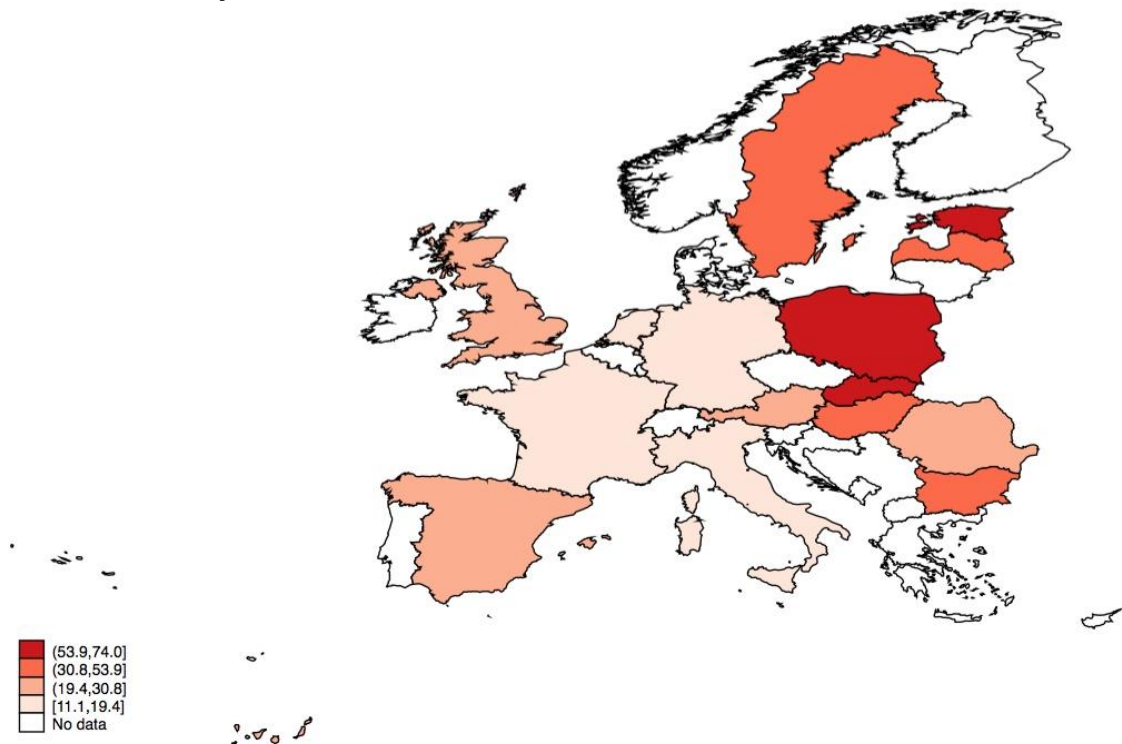 (53.9,74.0]
(30.8,53.9]
(19.4,30.8]
[11.1,19.4]
No data